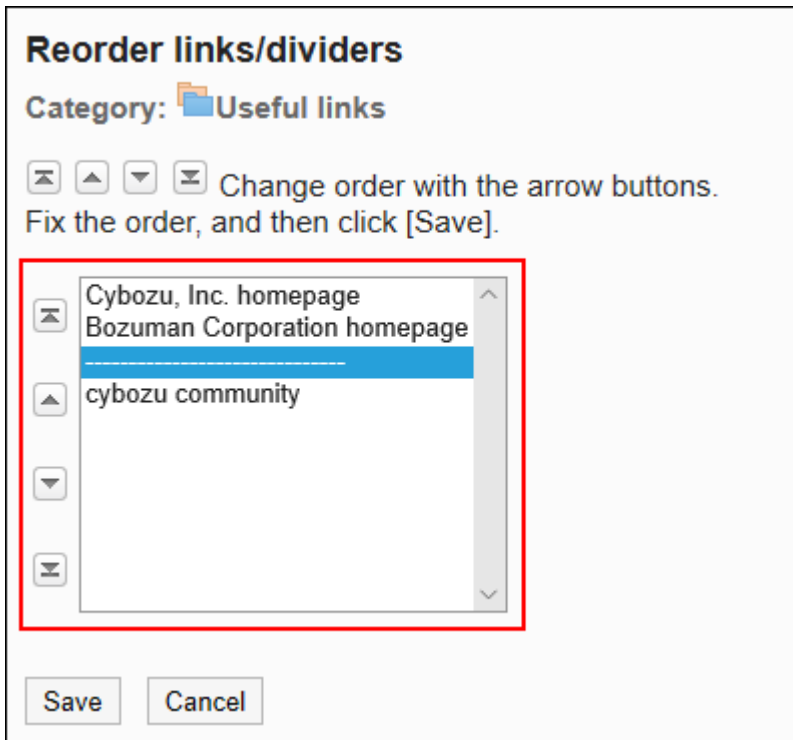 Reorder links/dividers
Category: Useful links
Change order with the arrow buttons.
Fix the order, and then click [Save].
Cybozu, Inc. homepage
Bozuman Corporation homepage
------------------------------
cybozu community
Save Cancel